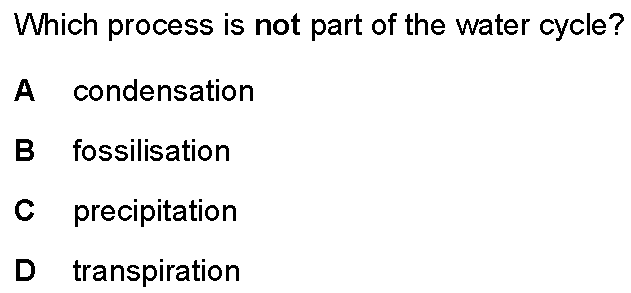 Which process is not part of the water cycle?
A condensation
B fossilisation
C precipitation
D transpiration